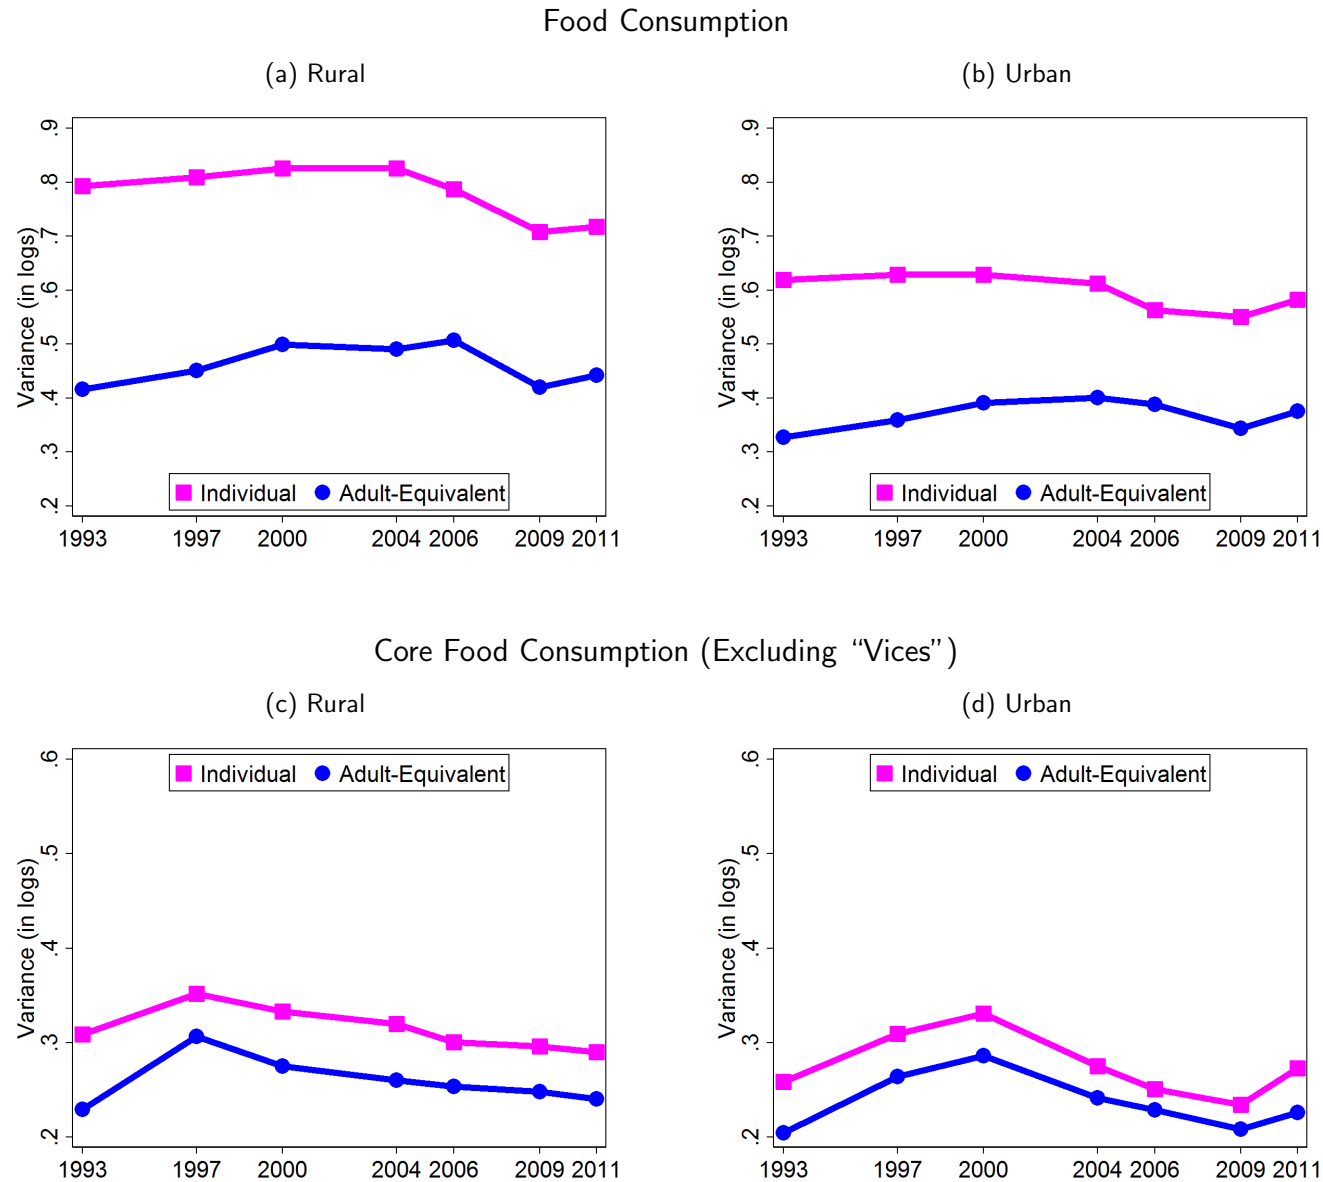 Food Consumption
(a) Rural
(b) Urban
Variance (in logs)
.2 .3 .4 .5 .6 .7 .8 .9
Individual Adult-Equivalent
1993 1997 2000 2004 2006 2009 2011
Variance (in logs)
.2 .3 .4 .5 .6 .7 .8 .9
Individual Adult-Equivalent
1993 1997 2000 2004 2006 2009 2011
Core Food Consumption (Excluding “Vices”)
(c) Rural
(d) Urban
Variance (in logs)
.2 .3 .4 .5 .6
Individual Adult-Equivalent
1993 1997 2000 2004 2006 2009 2011
Variance (in logs)
.2 .3 .4 .5 .6
Individual Adult-Equivalent
1993 1997 2000 2004 2006 2009 2011